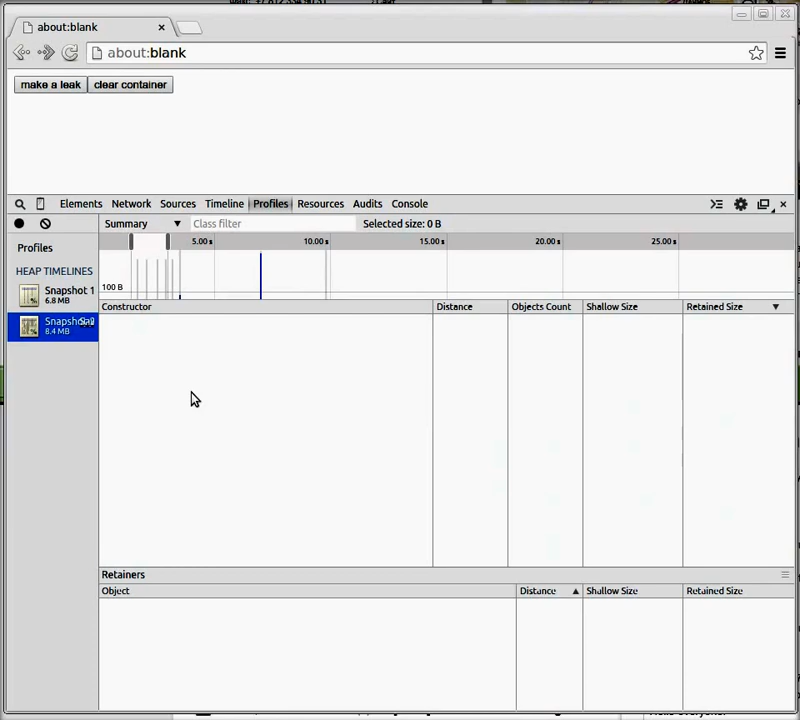 about:blank
about:blank
make a leak clear container
Elements Network Sources Timeline Profiles Resources Audits Console
Summary Class filter Selected size: 0 B
Profiles
5.00 s 10.00 s 15.00 s 20.00 s 25.00 s
HEAP TIMELINES
100 B
Snapshot 1
6.8 MB
Constructor Distance Objects Count Shallow Size Retained Size
8.4 MB
Retainers
Object Distance Shallow Size Retained Size